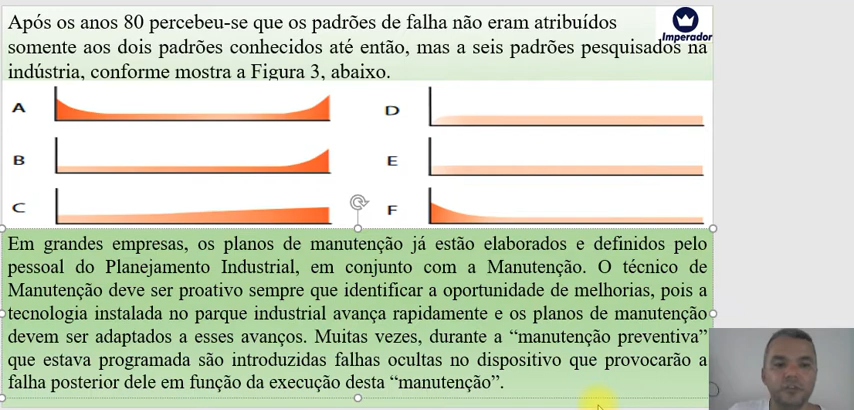 Após os anos 80 percebeu-se que os padrões de falha não eram atribuídos
somente aos dois padrões conhecidos até então, mas a seis padrões pesquisados na
indústria, conforme mostra a Figura 3, abaixo.
Imperador
A
B
C
D
E
F
Em grandes empresas, os planos de manutenção já estão elaborados e definidos pelo
pessoal do Planejamento Industrial, em conjunto com a Manutenção. O técnico de
Manutenção deve ser proativo sempre que identificar a oportunidade de melhorias, pois a
tecnologia instalada no parque industrial avança rapidamente e os planos de manutenção
devem ser adaptados a esses avanços. Muitas vezes, durante a “manutenção preventiva”
que estava programada são introduzidas falhas ocultas no dispositivo que provocarão a
falha posterior dele em função da execução desta “manutenção”.